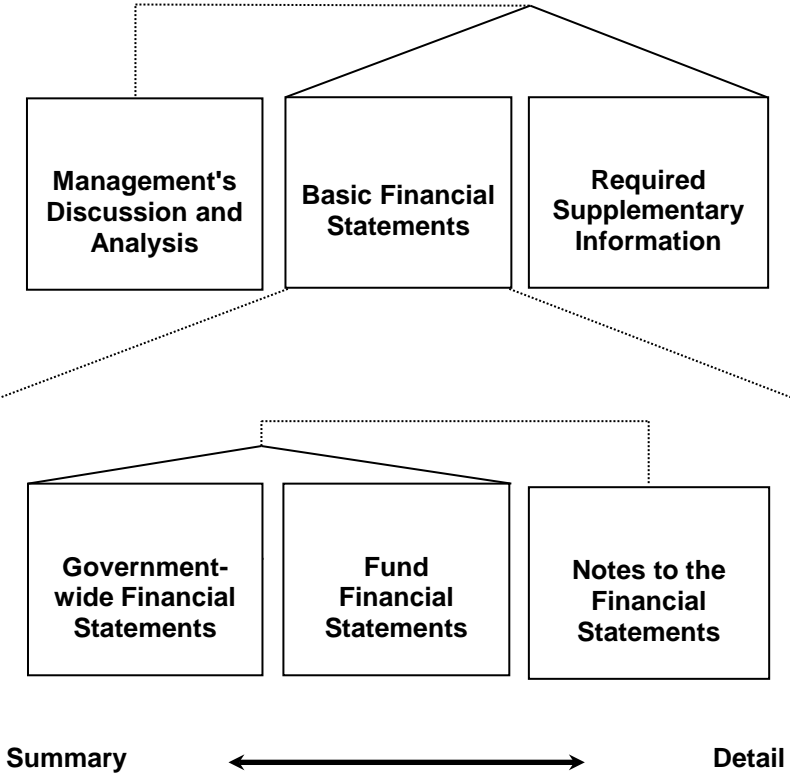 Management's
Discussion and
Analysis
Basic Financial
Statements
Required
Supplementary
Information
Government-
wide Financial
Statements
Fund
Financial
Statements
Notes to the
Financial
Statements
Summary
Detail